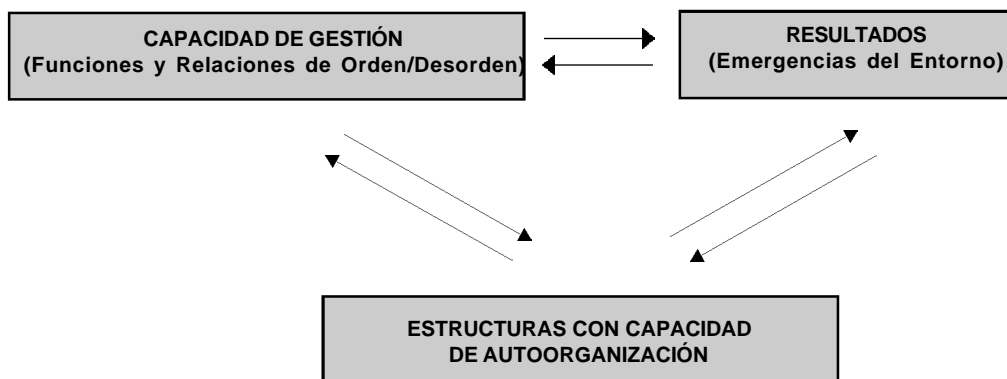 CAPACIDAD DE GESTIÓN
(Funciones y Relaciones de Orden/Desorden)
RESULTADOS
(Emergencias del Entorno)
ESTRUCTURAS CON CAPACIDAD
DE AUTOORGANIZACIÓN